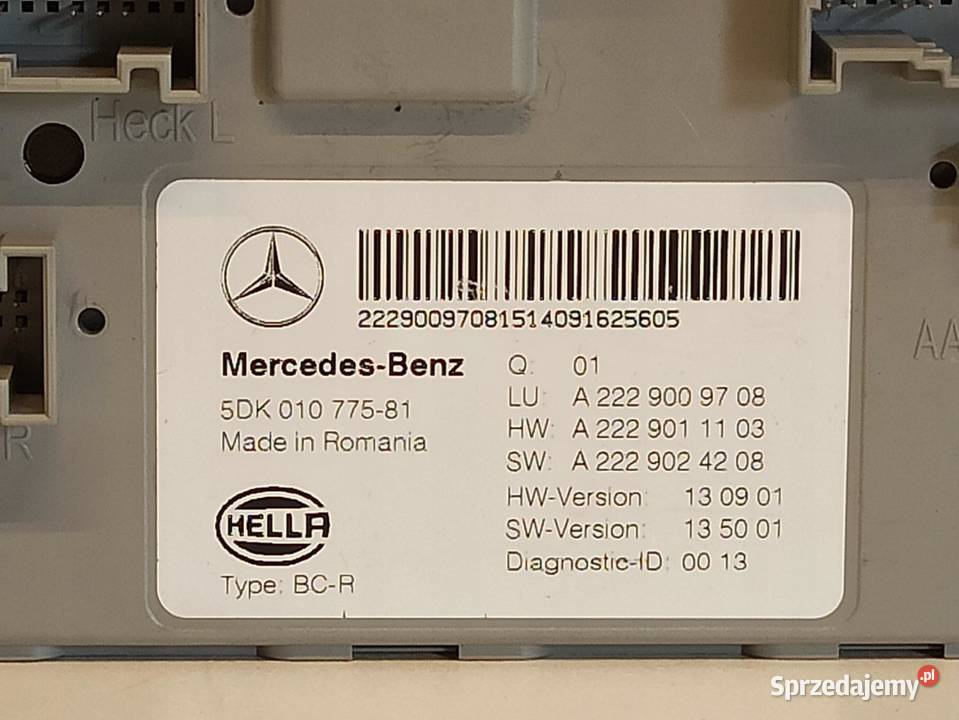 Heck L
22290097081514091625605
Mercedes-Benz
5DK 010 775-81
Made in Romania
HELLA
Type: BC-R
Q: 01
LU: A 222 900 97 08
HW: A 222 901 11 03
SW: A 222 902 42 08
HW-Version: 13 09 01
SW-Version: 13 50 01
Diagnostic-ID: 00 13
AA
R
Sprzedajemy.pl